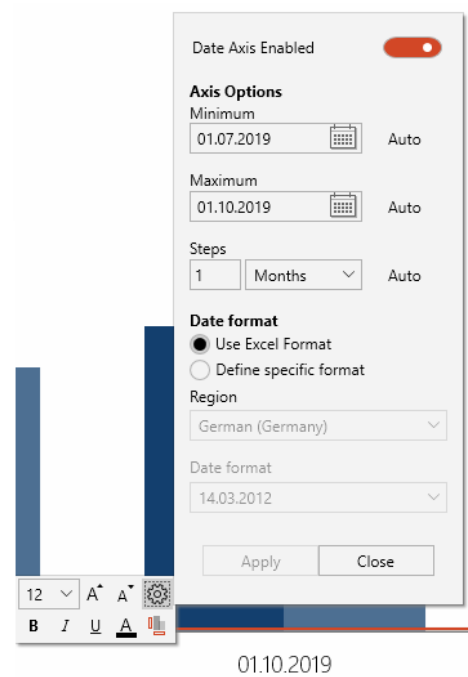 Date Axis Enabled
Axis Options
Minimum
01.07.2019 Auto
Maximum
01.10.2019 Auto
Steps
1 Months Auto
Date format
Use Excel Format
Define specific format
Region
German (Germany)
Date format
14.03.2012
Apply Close
12 A A
B I U A
01.10.2019